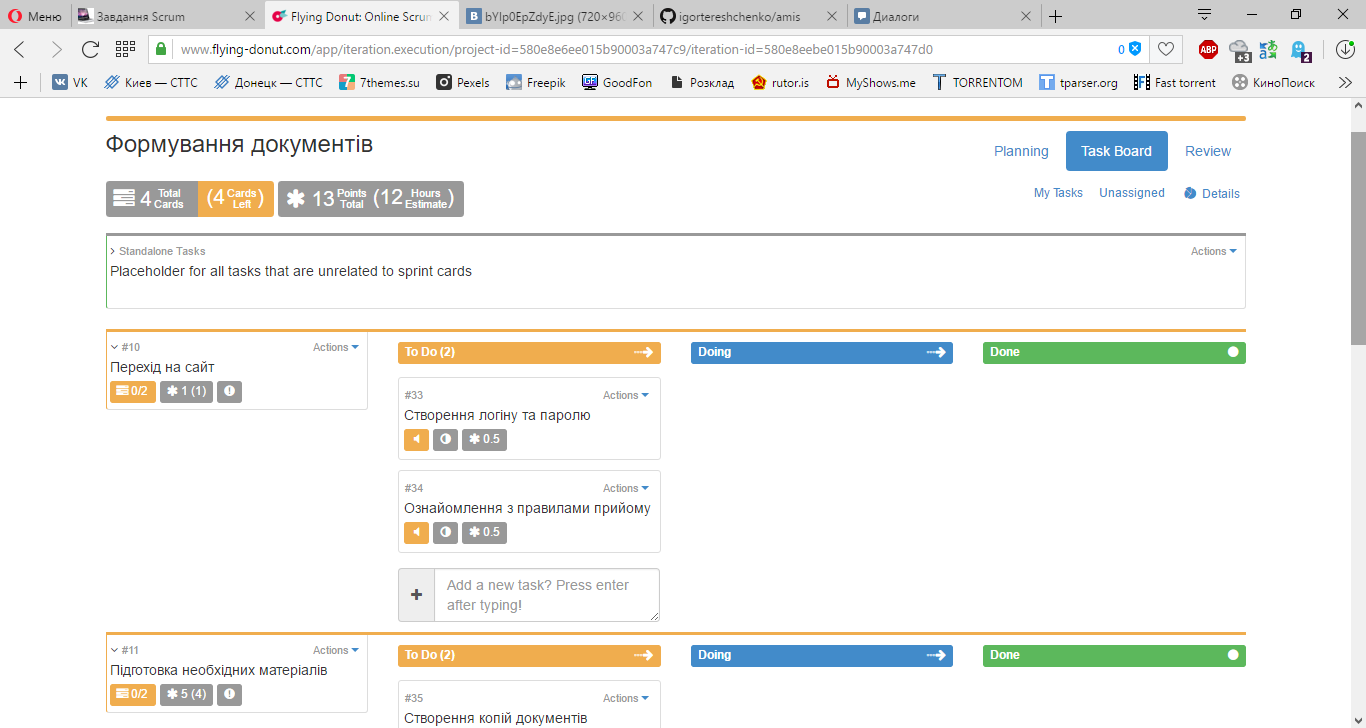 Меню
Завдання Scrum
Flying Donut: Online Scrum
bYlp0EpZdyE.jpg (720×960
igortereshchenko/amis
Диалоги
www.flying-donut.com/app/iteration.execution/project-id=580e8e6ee015b90003a747c9/iteration-id=580e8eebe015b90003a747d0
0
ABP
+3
2
VK
Киев — СТТС
Донецк — СТТС
7themes.su
Pexels
Freepik
GoodFon
Розклад
rutor.is
MyShows.me
TORRENTOM
tparser.org
Fast torrent
КиноПоиск
Формування документів
Planning
Task Board
Review
4 Total Cards
(4 Cards Left)
13 Points Total (12 Hours Estimate)
My Tasks
Unassigned
Details
Standalone Tasks
Actions
Placeholder for all tasks that are unrelated to sprint cards
#10
Actions
Перехід на сайт
0/2
1 (1)
To Do (2)
Doing
Done
#33
Actions
Створення логіну та паролю
0.5
#34
Actions
Ознайомлення з правилами прийому
0.5
Add a new task? Press enter
after typing!
#11
Actions
Підготовка необхідних матеріалів
0/2
5 (4)
To Do (2)
Doing
Done
#35
Actions
Створення копій документів